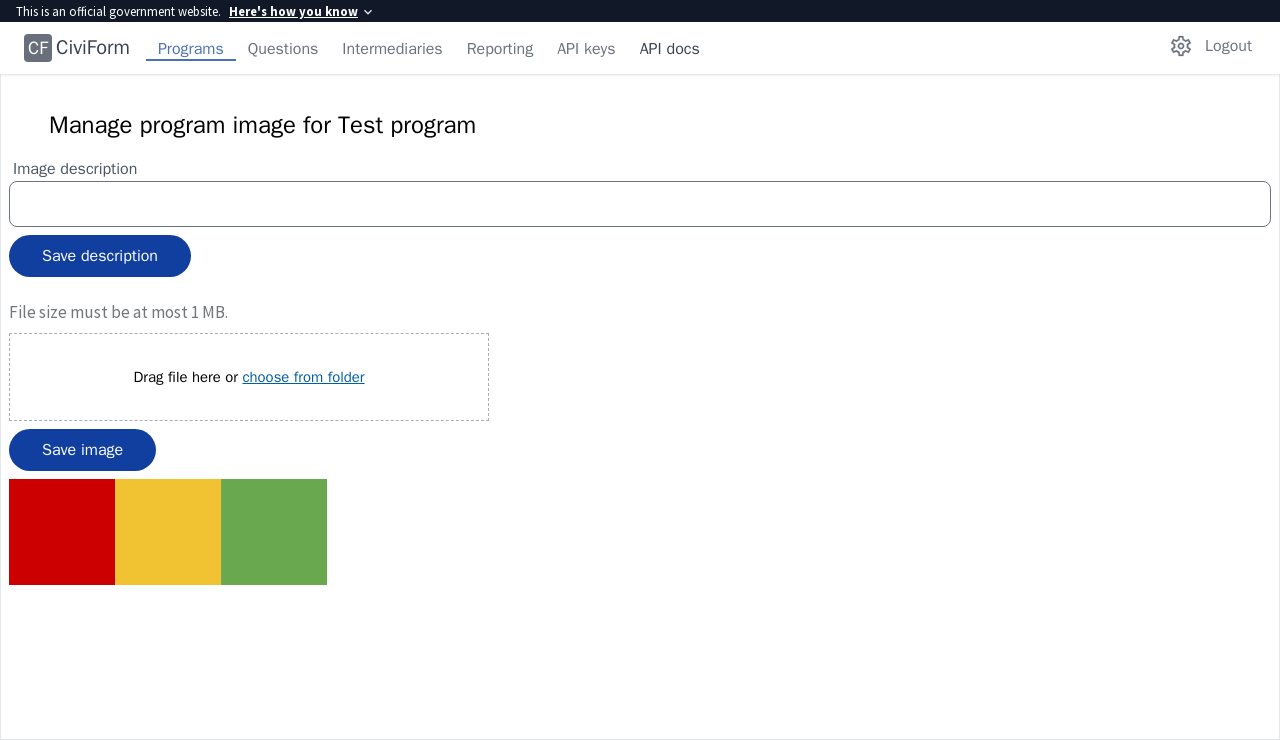 This is an official government website. Here's how you know
CF CiviForm Programs Questions Intermediaries Reporting API keys API docs Logout
Manage program image for Test program
Image description
Save description
File size must be at most 1 MB.
Drag file here or choose from folder
Save image